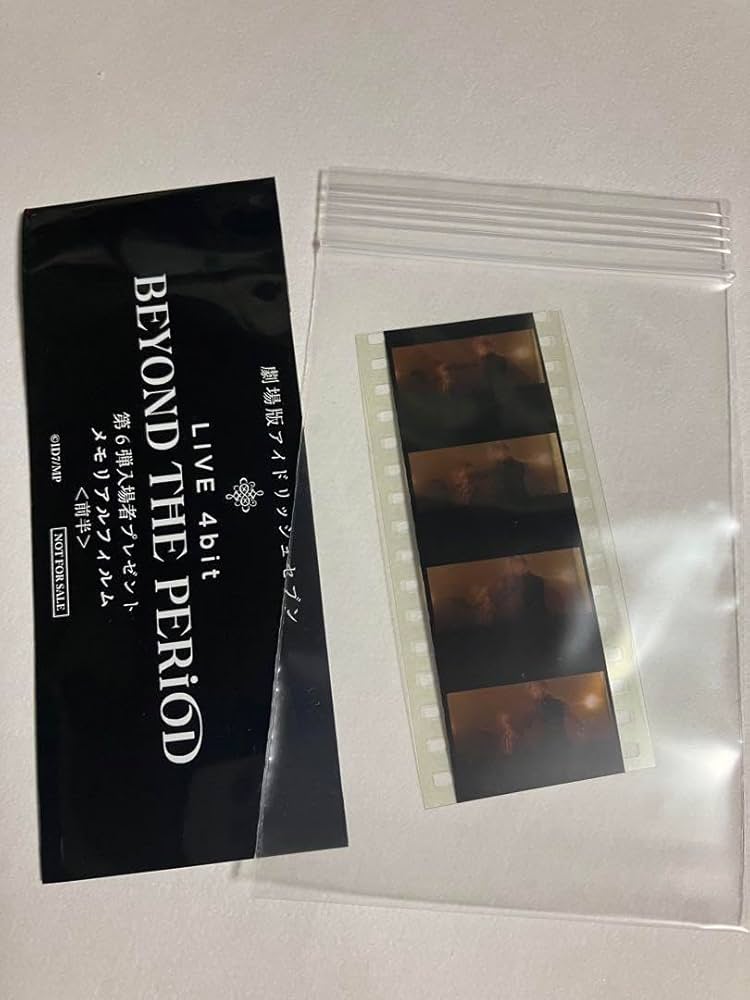 劇場版アイドリッシュセブン
LIVE 4bit
BEYOND THE PERiOD
第6弾入場者プレゼント
メモリアルフィルム
<前半>
©ID7/MP
NOT FOR SALE